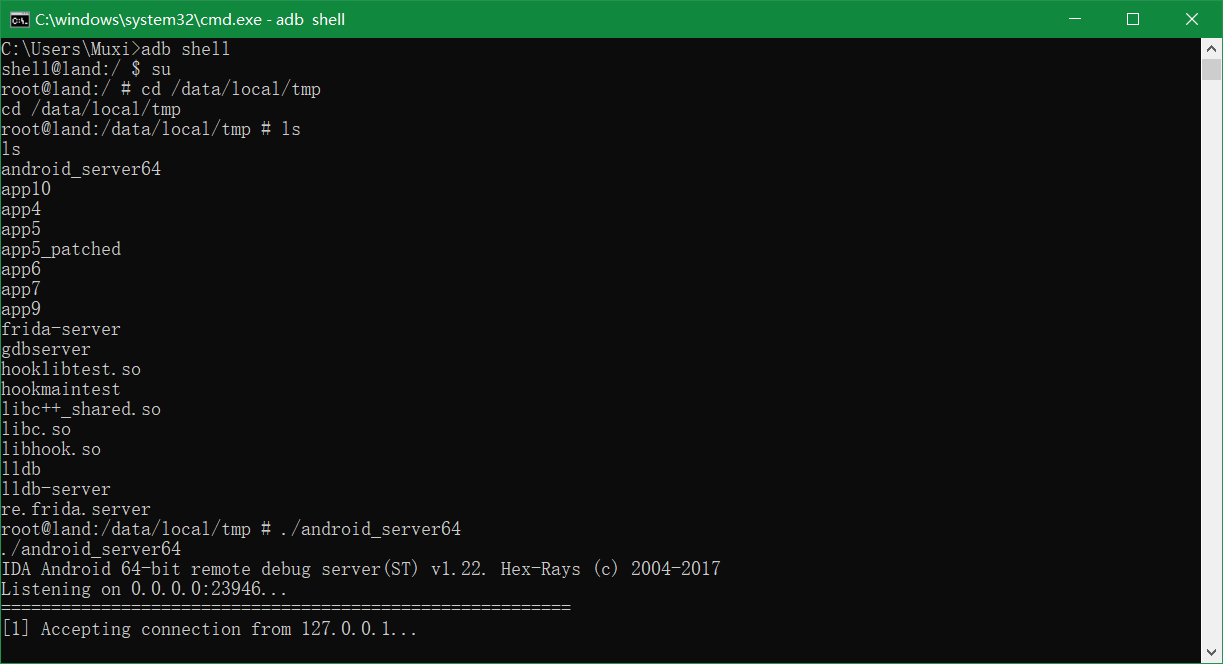 C:\windows\system32\cmd.exe - adb  shell
C:\Users\Muxi>adb shell
shell@land:/ $ su
root@land:/ # cd /data/local/tmp
cd /data/local/tmp
root@land:/data/local/tmp # ls
ls
android_server64
app10
app4
app5
app5_patched
app6
app7
app9
frida-server
gdbserver
hooklibtest.so
hookmaintest
libc++_shared.so
libc.so
libhook.so
lldb
lldb-server
re.frida.server
root@land:/data/local/tmp # ./android_server64
./android_server64
IDA Android 64-bit remote debug server(ST) v1.22. Hex-Rays (c) 2004-2017
Listening on 0.0.0.0:23946...
=========================================================
[1] Accepting connection from 127.0.0.1...